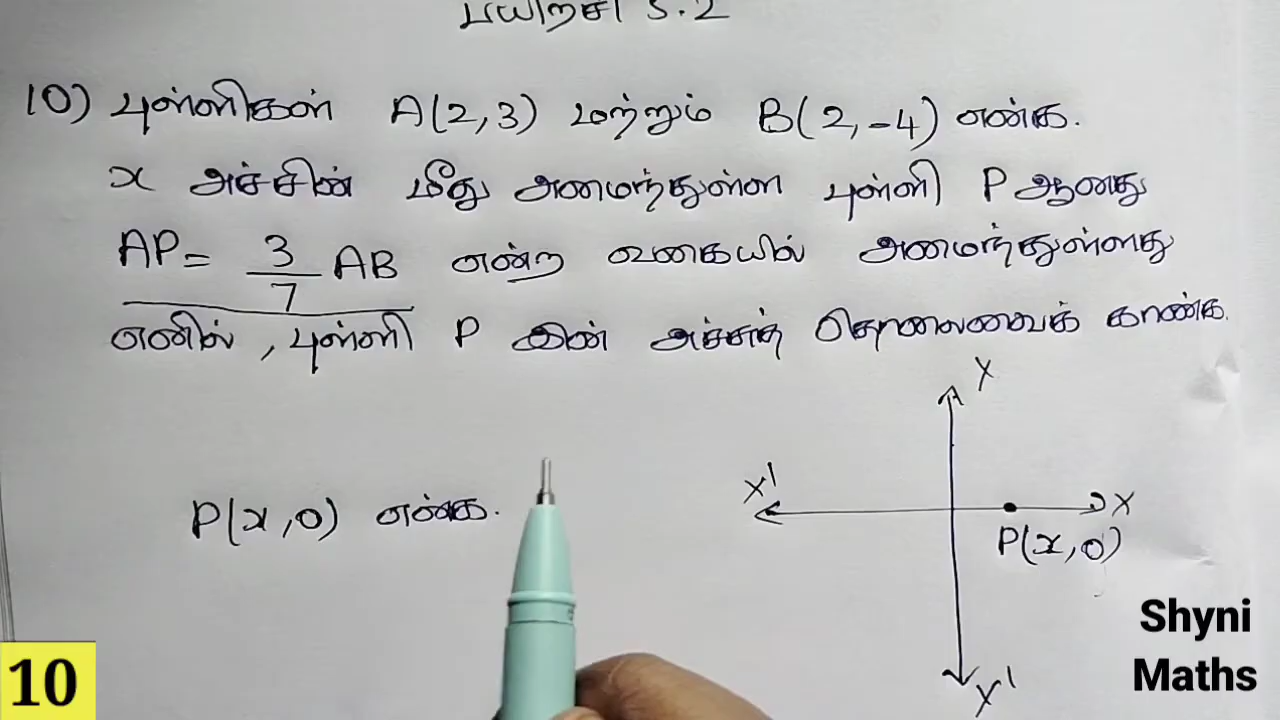 பயிற்சி 5.2
10) புள்ளிகள் A(2,3) மற்றும் B(2,-4) என்க.
x அச்சின் மீது அமைந்துள்ள புள்ளி P ஆனது
AP = 3/7 AB என்ற வகையில் அமைந்துள்ளது
எனில், புள்ளி P இன் அச்சுத் தொலைவைக் காண்க.
Y
X'
X
P(x,0) என்க.
P(x,0)
Y'
Shyni
Maths
10